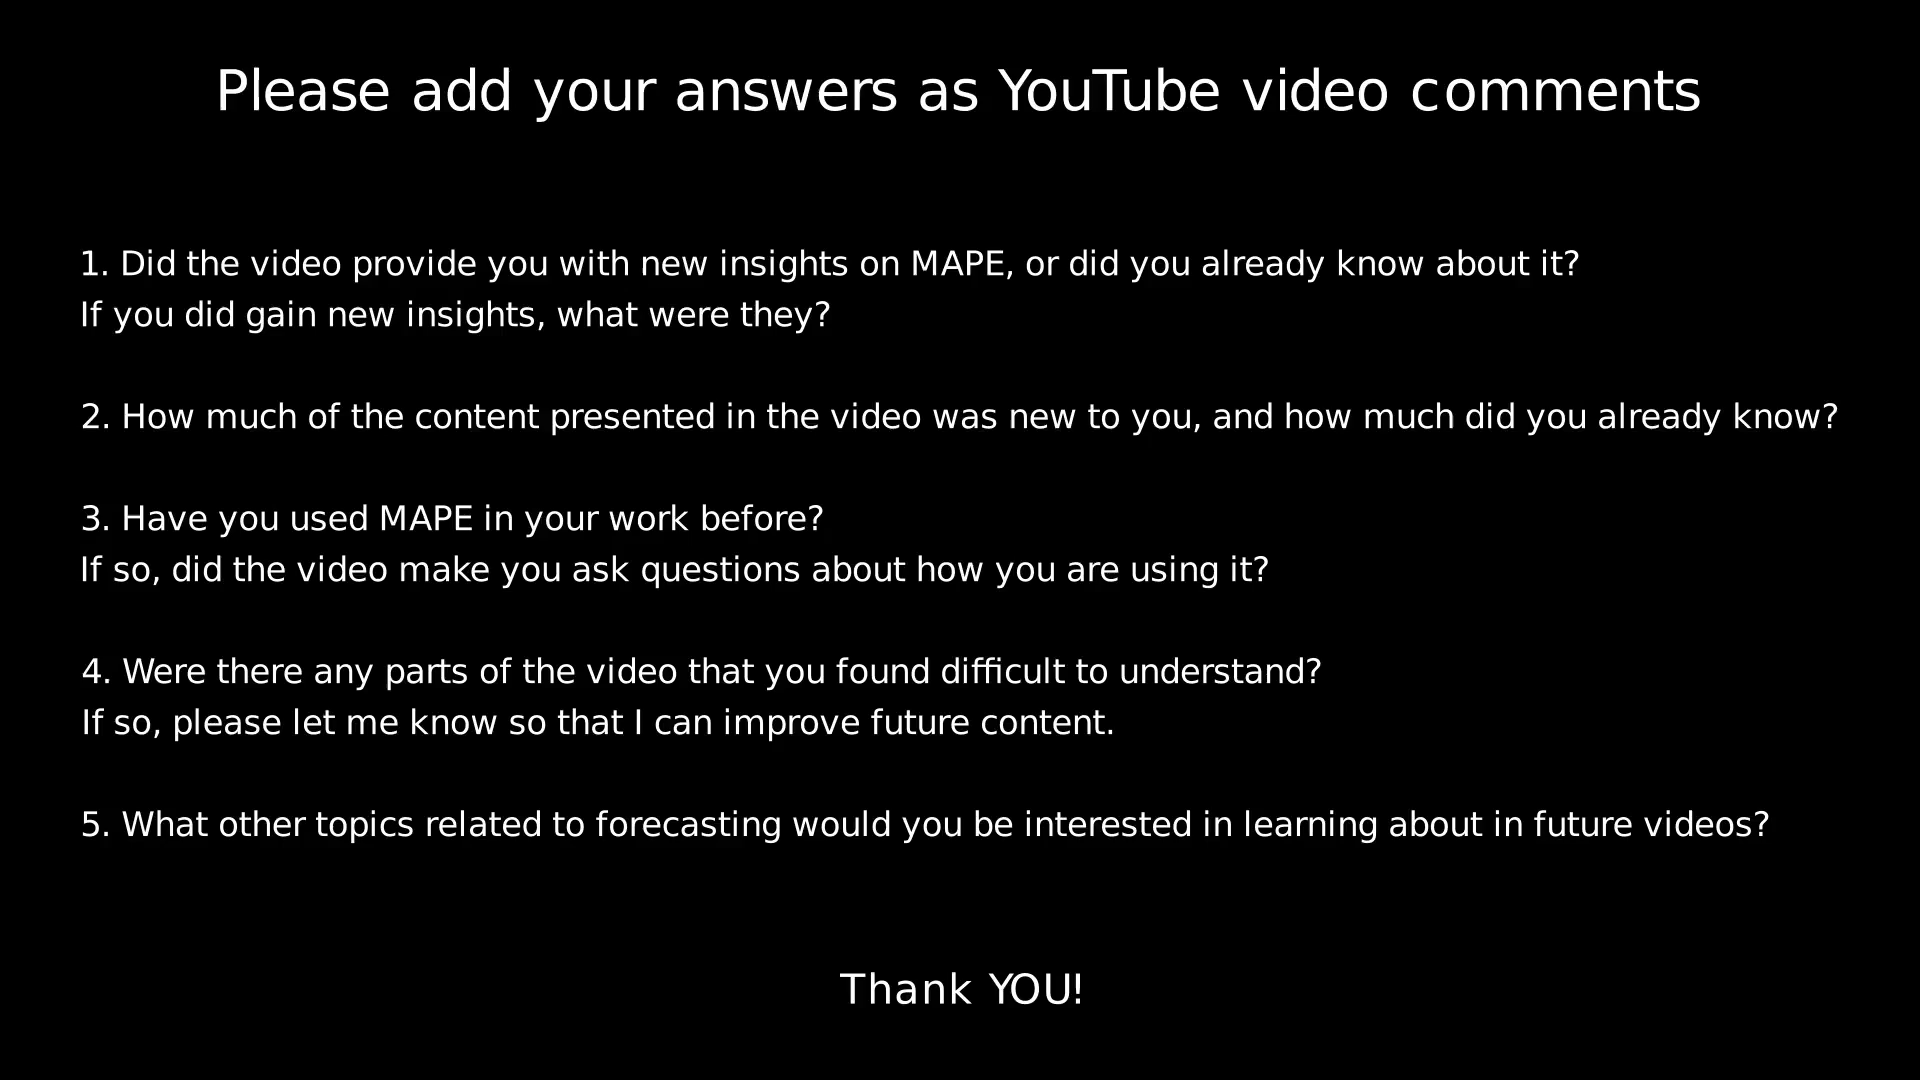 Please add your answers as YouTube video comments
1. Did the video provide you with new insights on MAPE, or did you already know about it?
If you did gain new insights, what were they?
2. How much of the content presented in the video was new to you, and how much did you already know?
3. Have you used MAPE in your work before?
If so, did the video make you ask questions about how you are using it?
4. Were there any parts of the video that you found difficult to understand?
If so, please let me know so that I can improve future content.
5. What other topics related to forecasting would you be interested in learning about in future videos?
Thank YOU!